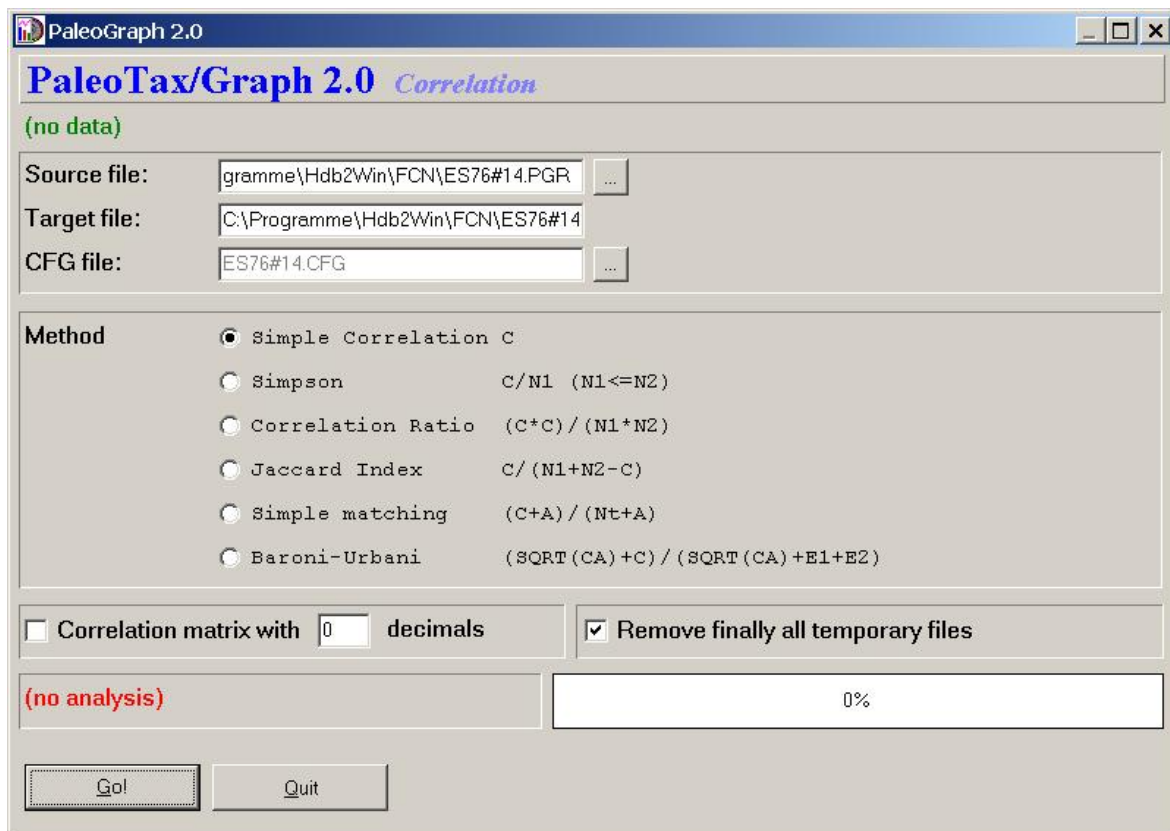 PaleoGraph 2.0
PaleoTax/Graph 2.0 Correlation
(no data)
Source file: gramme\Hdb2Win\FCN\ES76#14.PGR ...
Target file: C:\Programme\Hdb2Win\FCN\ES76#14
CFG file: ES76#14.CFG ...
Method Simple Correlation C
Simpson C/N1 (N1<=N2)
Correlation Ratio (C*C)/(N1*N2)
Jaccard Index C/(N1+N2-C)
Simple matching (C+A)/(Nt+A)
Baroni-Urbani (SQRT(CA)+C)/(SQRT(CA)+E1+E2)
Correlation matrix with 0 decimals Remove finally all temporary files
(no analysis) 0%
Go! Quit